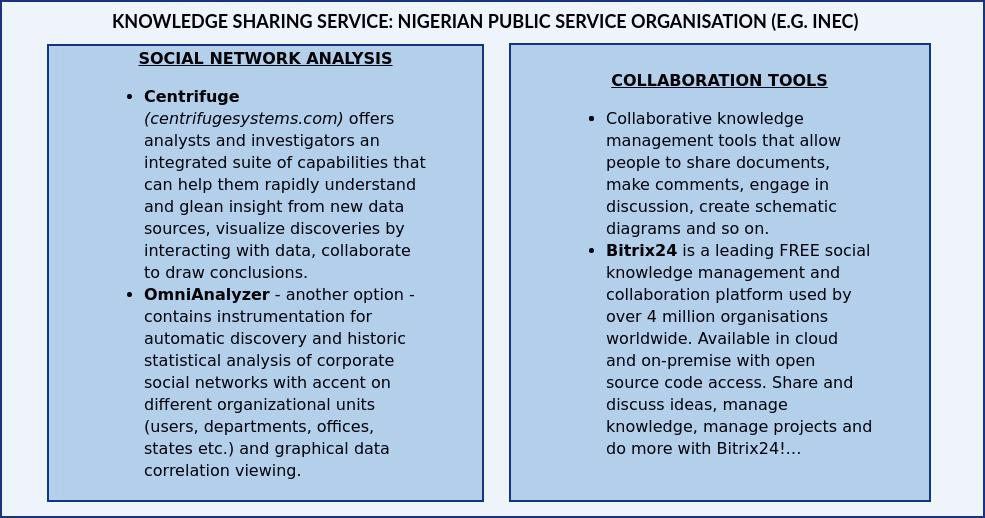 KNOWLEDGE SHARING SERVICE: NIGERIAN PUBLIC SERVICE ORGANISATION (E.G. INEC)
SOCIAL NETWORK ANALYSIS
• Centrifuge
(centrifugesystems.com) offers
analysts and investigators an
integrated suite of capabilities that
can help them rapidly understand
and glean insight from new data
sources, visualize discoveries by
interacting with data, collaborate
to draw conclusions.
• OmniAnalyzer - another option -
contains instrumentation for
automatic discovery and historic
statistical analysis of corporate
social networks with accent on
different organizational units
(users, departments, offices,
states etc.) and graphical data
correlation viewing.
COLLABORATION TOOLS
• Collaborative knowledge
management tools that allow
people to share documents,
make comments, engage in
discussion, create schematic
diagrams and so on.
• Bitrix24 is a leading FREE social
knowledge management and
collaboration platform used by
over 4 million organisations
worldwide. Available in cloud
and on-premise with open
source code access. Share and
discuss ideas, manage
knowledge, manage projects and
do more with Bitrix24!...